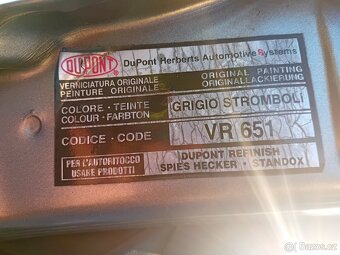 DUPONT DuPont Herberts Automotive Systems
VERNICIATURA ORIGINALE ORIGINAL PAINTING
PEINTURE ORIGINALE ORIGINALLACKIERUNG
COLORE - TEINTE GRIGIO STROMBOLI
COLOUR - FARBTON
CODICE - CODE VR 651
PER L'AUTORITOCCO DUPONT REFINISH
USARE PRODOTTI SPIES HECKER - STANDOX
Bazos.cz